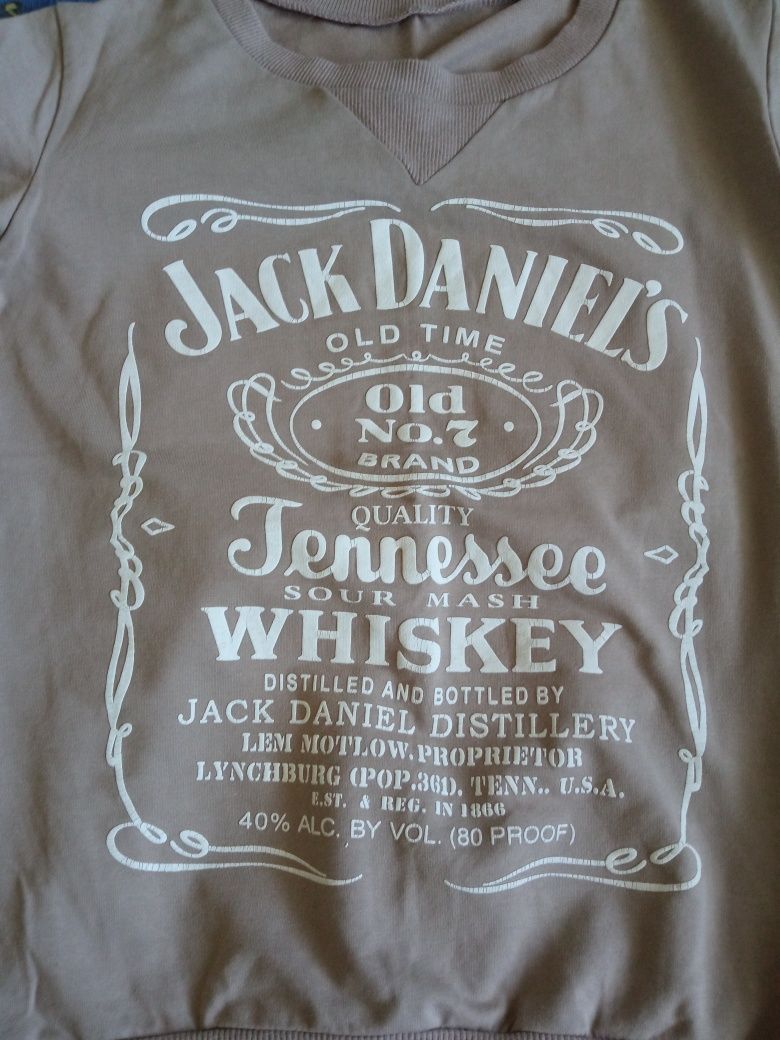 JACK DANIEL'S
OLD TIME
Old
No.7
BRAND
QUALITY
Tennessee
SOUR MASH
WHISKEY
DISTILLED AND BOTTLED BY
JACK DANIEL DISTILLERY
LEM MOTLOW, PROPRIETOR
LYNCHBURG (POP.361), TENN.. U.S.A.
E.ST. & REG. IN 1866
40% ALC. BY VOL. (80 PROOF)